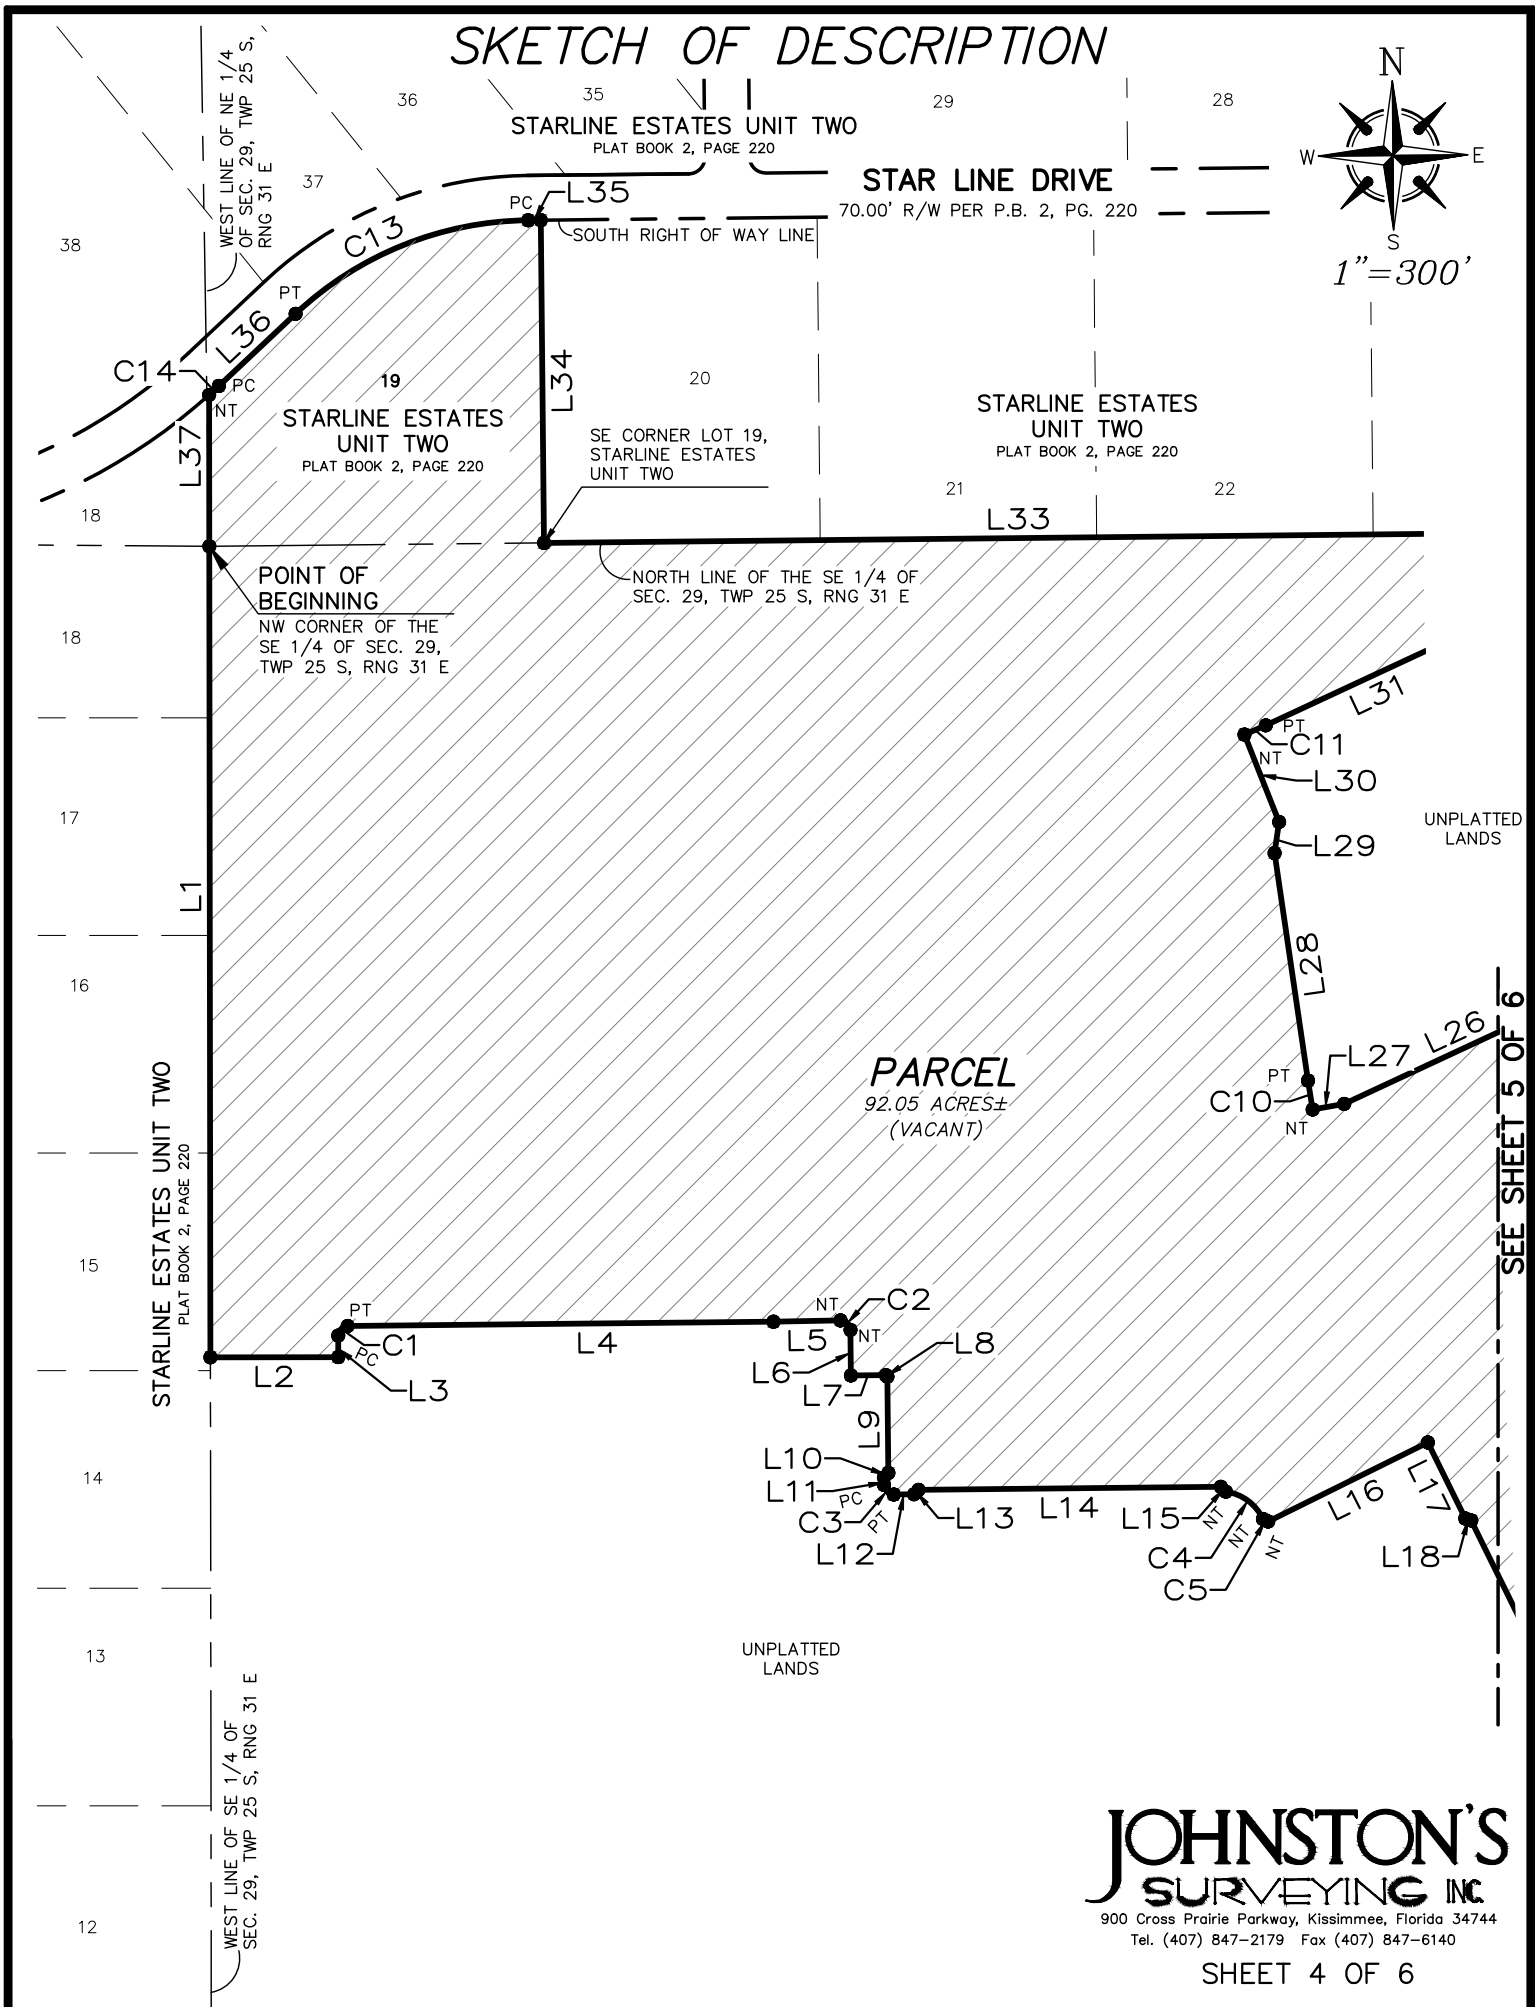 SKETCH OF DESCRIPTION
WEST LINE OF NE 1/4
OF SEC. 29, TWP 25 S,
RNG 31 E
36
35
29
28
STARLINE ESTATES UNIT TWO
PLAT BOOK 2, PAGE 220
N
W
E
S
1"=300'
37
38
STAR LINE DRIVE
70.00' R/W PER P.B. 2, PG. 220
PC
L35
SOUTH RIGHT OF WAY LINE
C13
PT
L36
C14
PC
NT
L37
19
STARLINE ESTATES
UNIT TWO
PLAT BOOK 2, PAGE 220
L34
20
SE CORNER LOT 19,
STARLINE ESTATES
UNIT TWO
STARLINE ESTATES
UNIT TWO
PLAT BOOK 2, PAGE 220
21
22
18
L33
POINT OF
BEGINNING
NW CORNER OF THE
SE 1/4 OF SEC. 29,
TWP 25 S, RNG 31 E
NORTH LINE OF THE SE 1/4 OF
SEC. 29, TWP 25 S, RNG 31 E
18
L31
PT
C11
NT
L30
17
UNPLATTED
LANDS
L29
L1
16
L28
SEE SHEET 5 OF 6
L26
L27
PARCEL
92.05 ACRES±
(VACANT)
PT
C10
NT
STARLINE ESTATES UNIT TWO
PLAT BOOK 2, PAGE 220
15
PT
C1
PC
L2
L3
L4
L5
NT
C2
NT
L6
L7
L8
L9
14
L10
L11
PC
C3
PT
L12
L13
L14
L15
NT
C4
NT
C5
NT
L16
L17
L18
13
UNPLATTED
LANDS
WEST LINE OF SE 1/4 OF
SEC. 29, TWP 25 S, RNG 31 E
12
JOHNSTON'S
SURVEYING INC.
900 Cross Prairie Parkway, Kissimmee, Florida 34744
Tel. (407) 847-2179 Fax (407) 847-6140
SHEET 4 OF 6